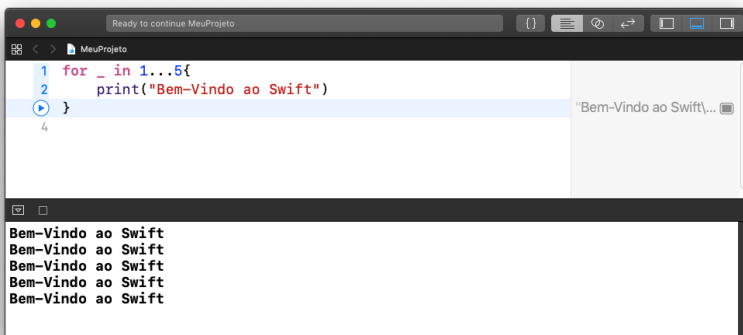 Ready to continue MeuProjeto
{ }
MeuProjeto
1 for _ in 1...5{
2 print("Bem-Vindo ao Swift")
}
"Bem-Vindo ao Swift\...
4
Bem-Vindo ao Swift
Bem-Vindo ao Swift
Bem-Vindo ao Swift
Bem-Vindo ao Swift
Bem-Vindo ao Swift